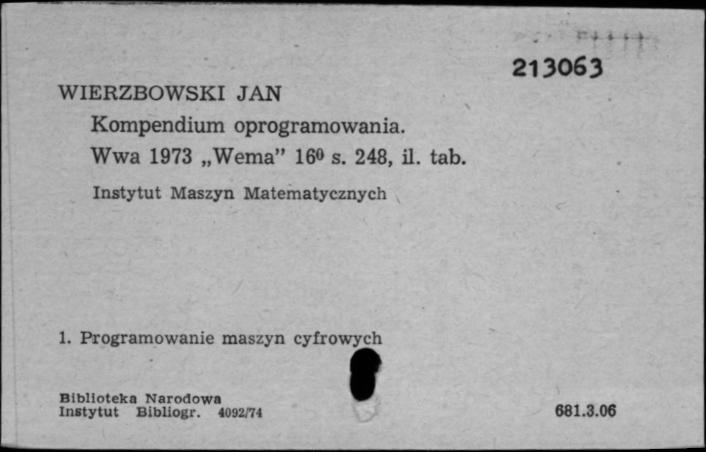 213063
WIERZBOWSKI JAN
Kompendium oprogramowania.
Wwa 1973 „Wema” 16⁰ s. 248, il. tab.
Instytut Maszyn Matematycznych
1. Programowanie maszyn cyfrowych
Biblioteka Narodowa
Instytut Bibliogr. 4092/74
681.3.06